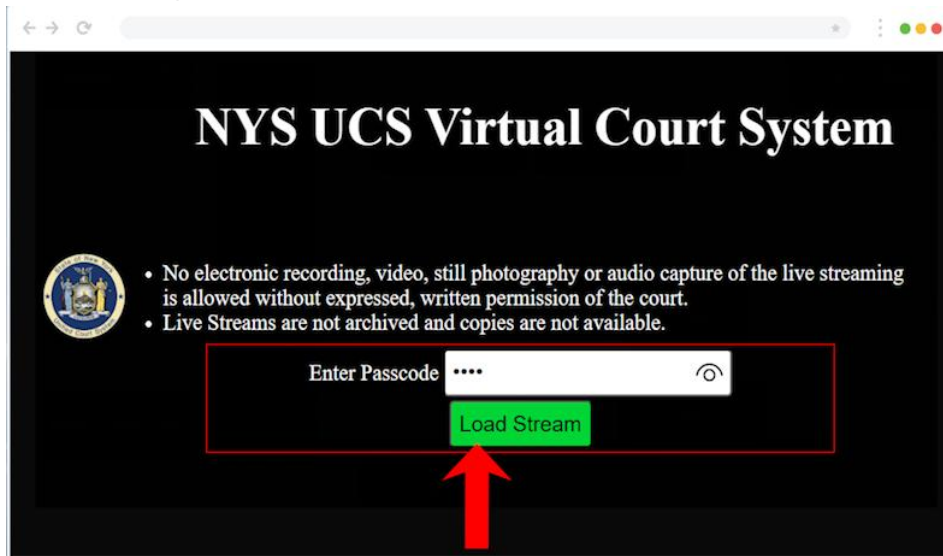 NYS UCS Virtual Court System
• No electronic recording, video, still photography or audio capture of the live streaming
is allowed without expressed, written permission of the court.
• Live Streams are not archived and copies are not available.
Enter Passcode ••••
Load Stream